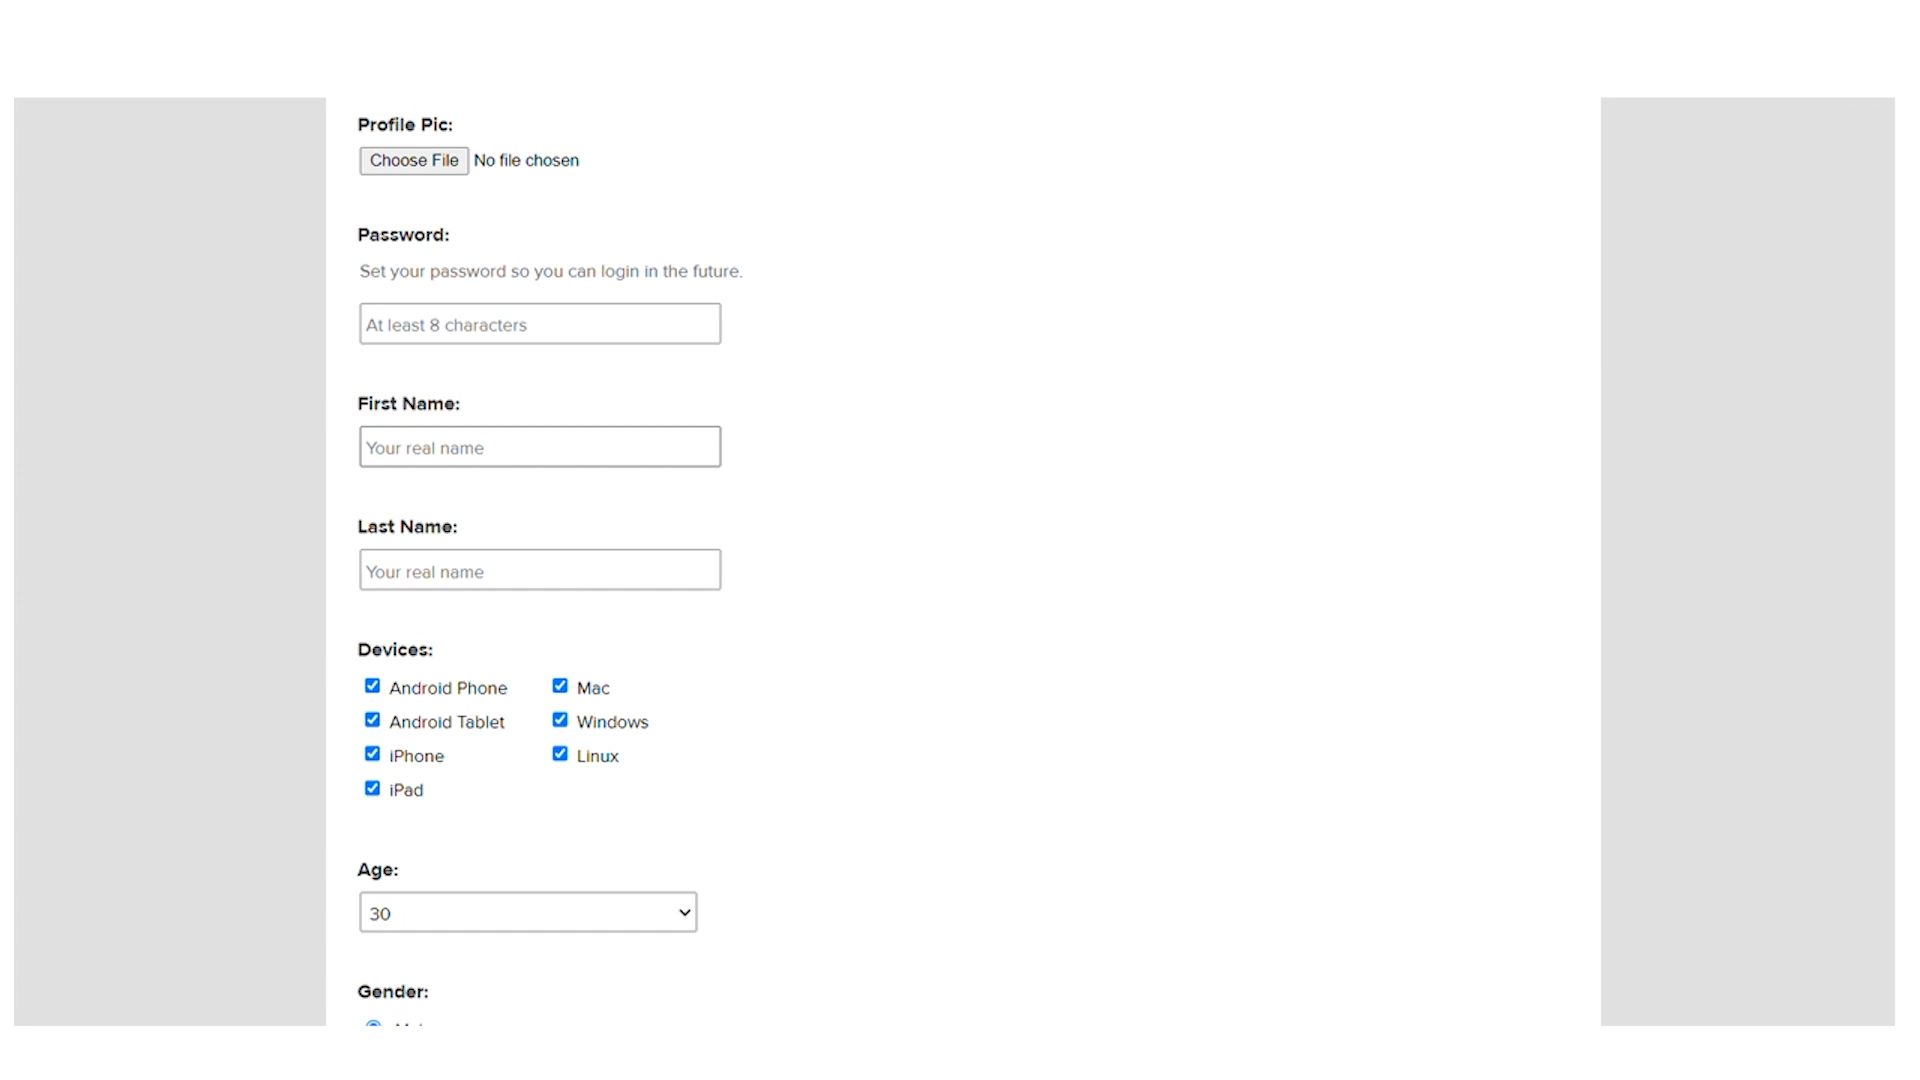 Profile Pic:
Choose File No file chosen
Password:
Set your password so you can login in the future.
At least 8 characters
First Name:
Your real name
Last Name:
Your real name
Devices:
Android Phone Mac
Android Tablet Windows
iPhone Linux
iPad
Age:
30
Gender: